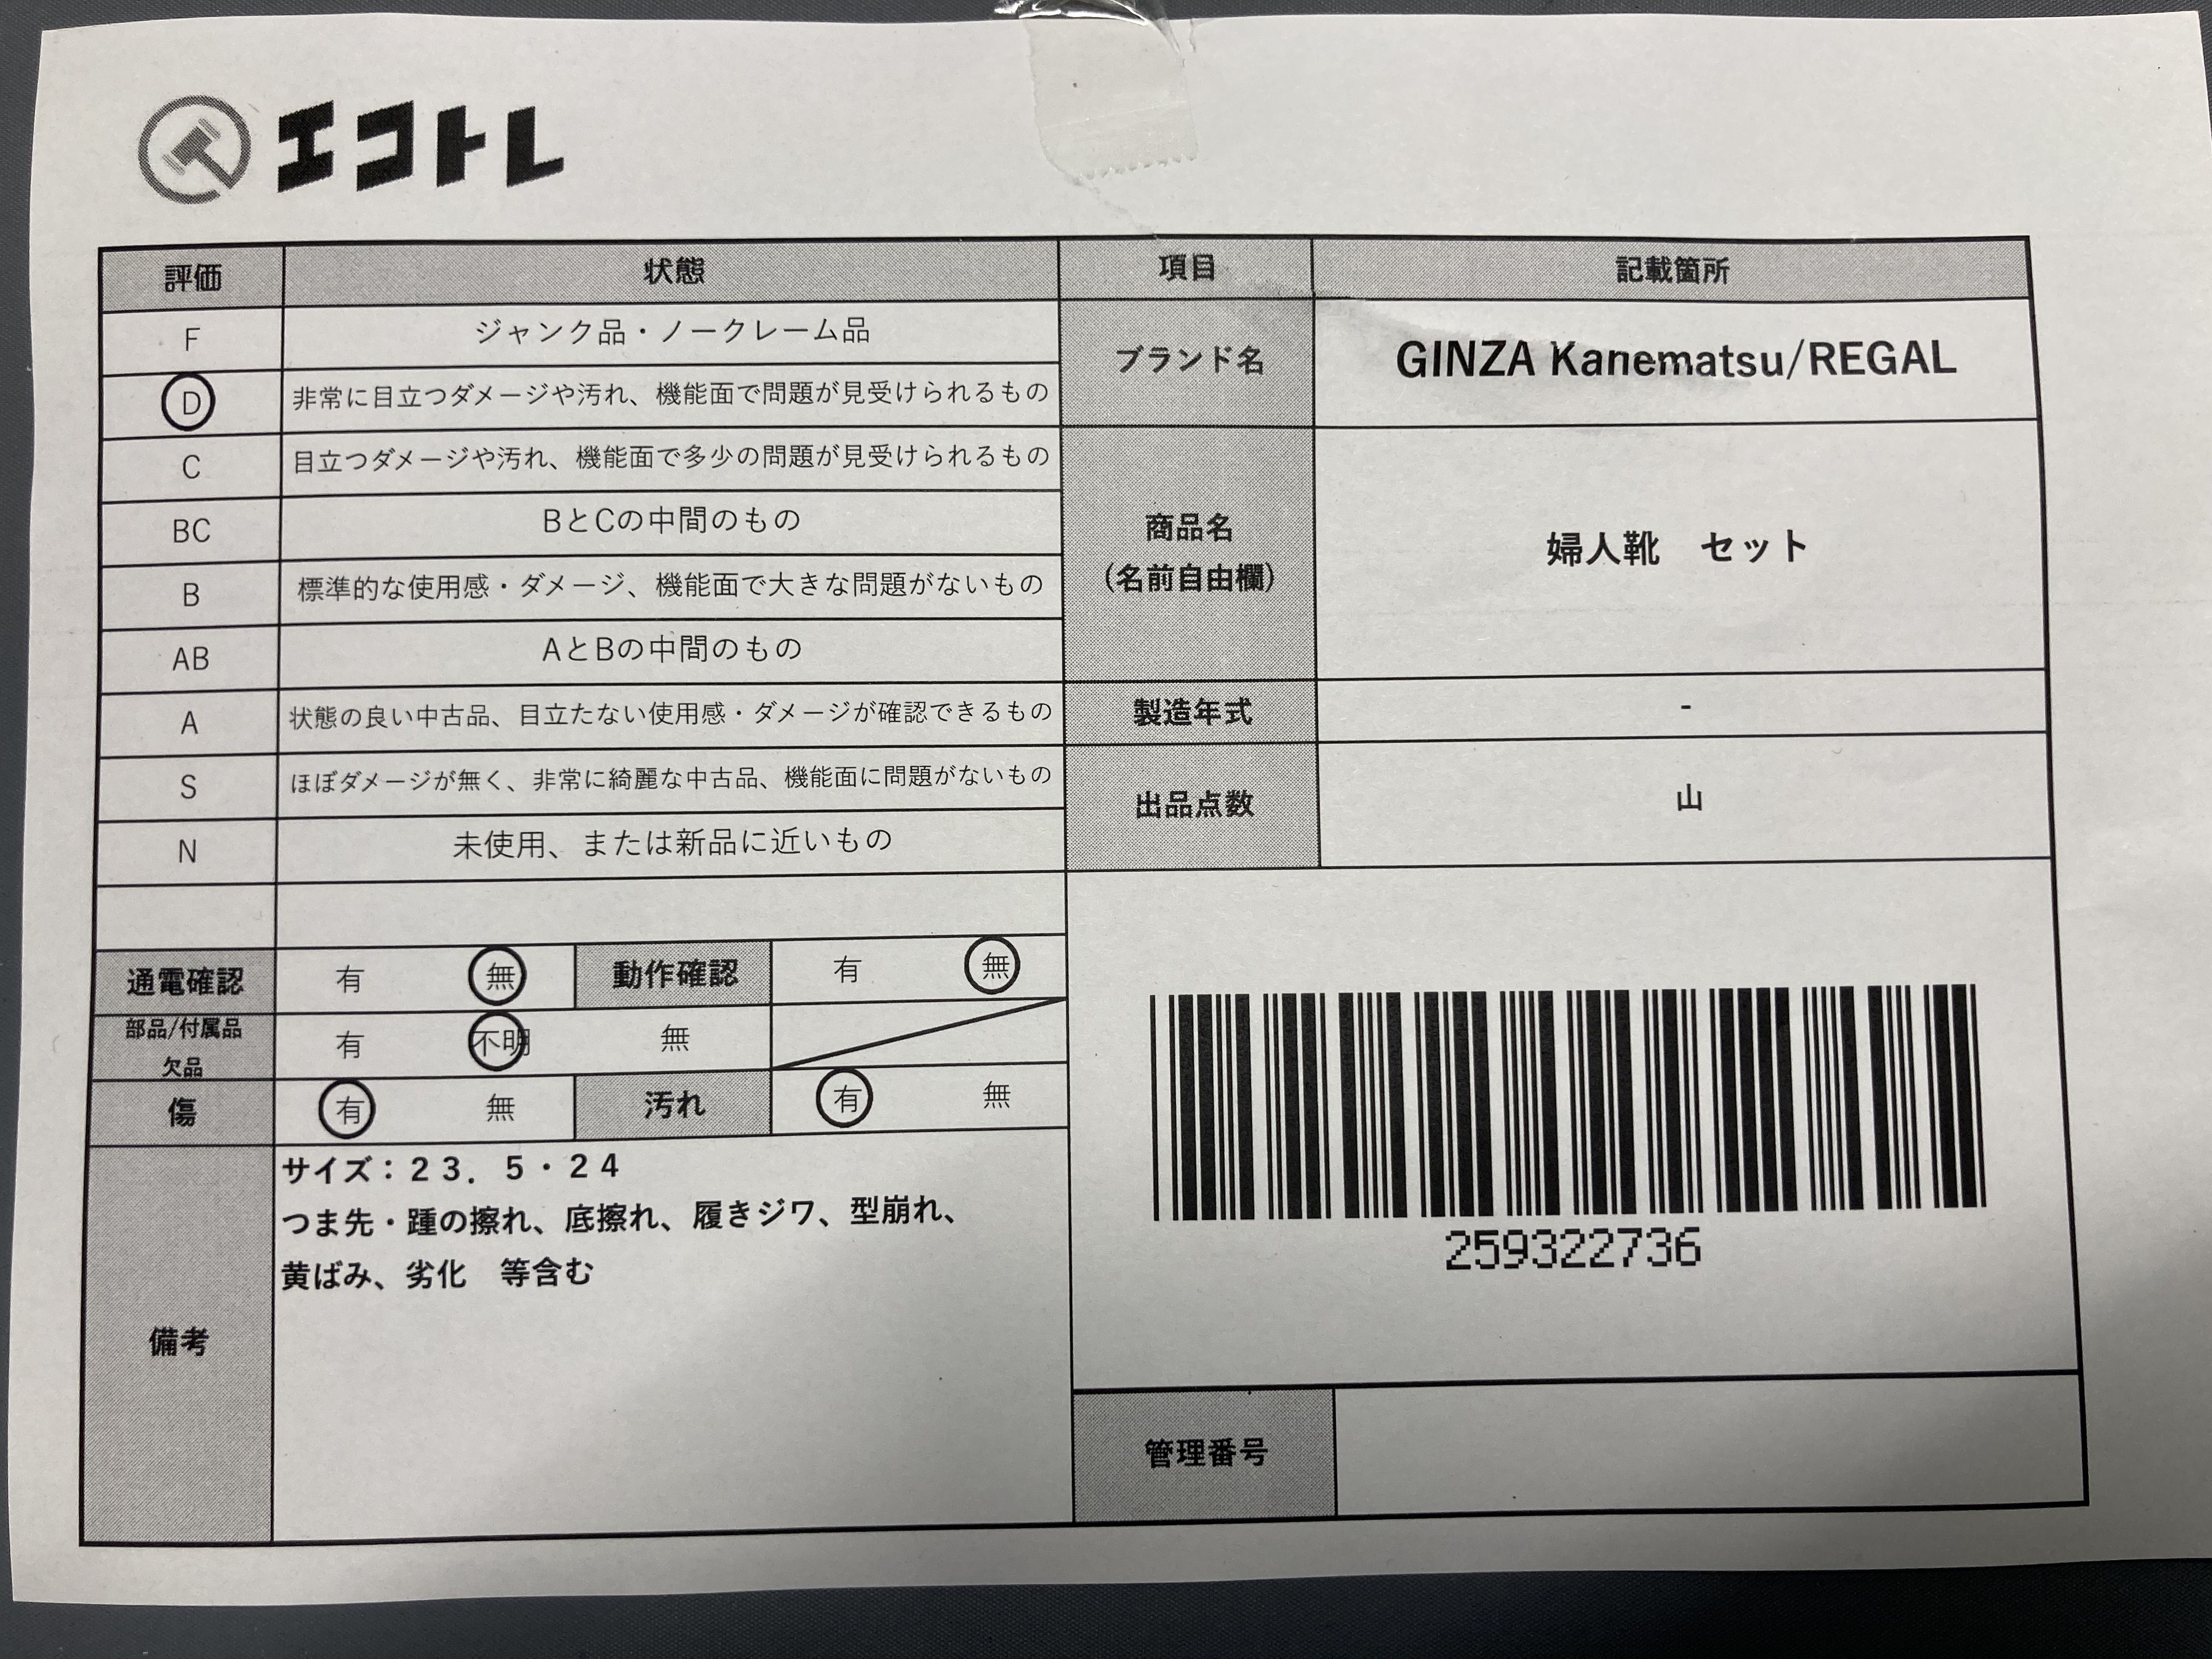 エコトレ
評価 状態
F ジャンク品・ノークレーム品
D 非常に目立つダメージや汚れ、機能面で問題が見受けられるもの
C 目立つダメージや汚れ、機能面で多少の問題が見受けられるもの
BC BとCの中間のもの
B 標準的な使用感・ダメージ、機能面で大きな問題がないもの
AB AとBの中間のもの
A 状態の良い中古品、目立たない使用感・ダメージが確認できるもの
S ほぼダメージが無く、非常に綺麗な中古品、機能面に問題がないもの
N 未使用、または新品に近いもの
通電確認 有 無 動作確認 有 無
部品/付属品
欠品 有 不明 無
傷 有 無 汚れ 有 無
備考
サイズ：２３．５・２４
つま先・踵の擦れ、底擦れ、履きジワ、型崩れ、
黄ばみ、劣化　等含む
項目 記載箇所
ブランド名 GINZA Kanematsu/REGAL
商品名
(名前自由欄)
婦人靴　セット
製造年式 -
出品点数 山
259322736
管理番号